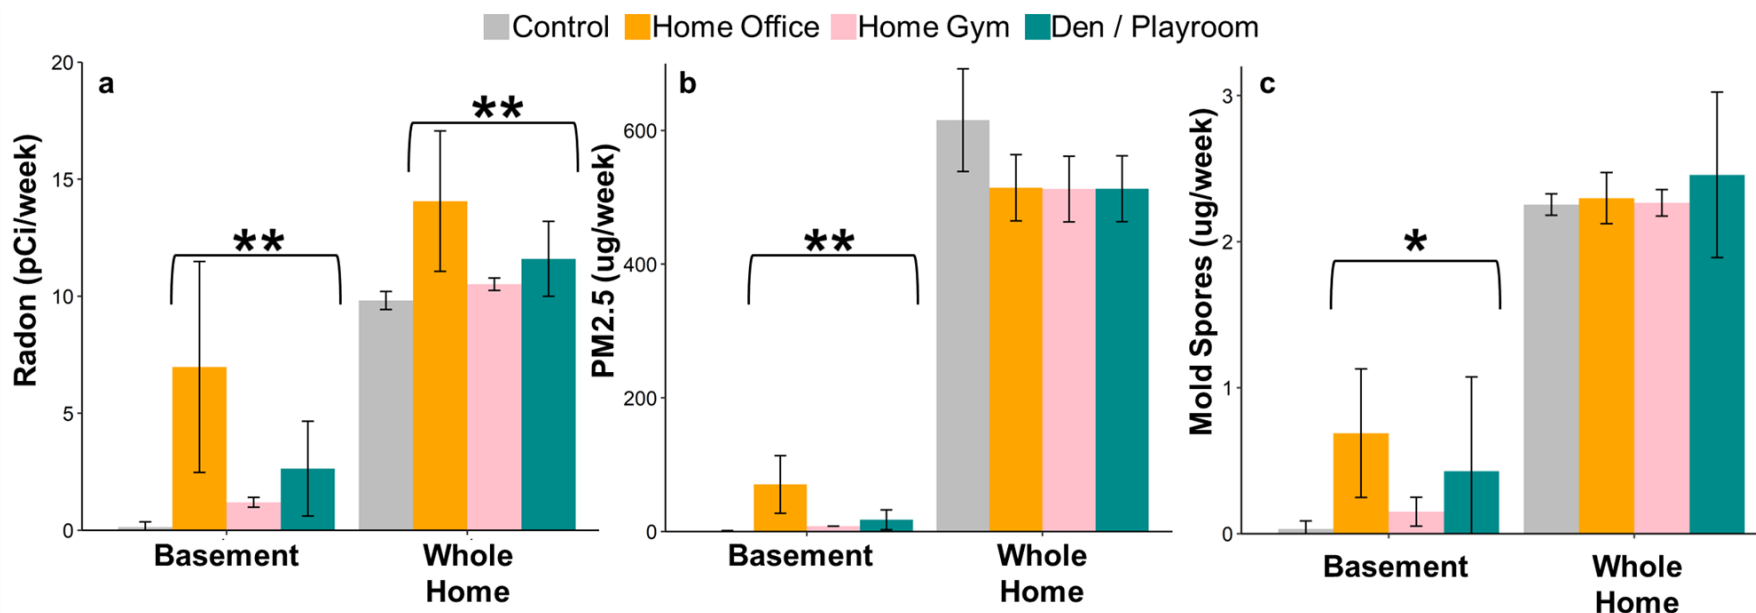 Control Home Office Home Gym Den / Playroom
a
Radon (pCi/week)
20
15
10
5
0
**
**
Basement
Whole
Home
b
PM2.5 (ug/week)
600
400
200
0
**
Basement
Whole
Home
c
Mold Spores (ug/week)
3
2
1
0
*
Basement
Whole
Home